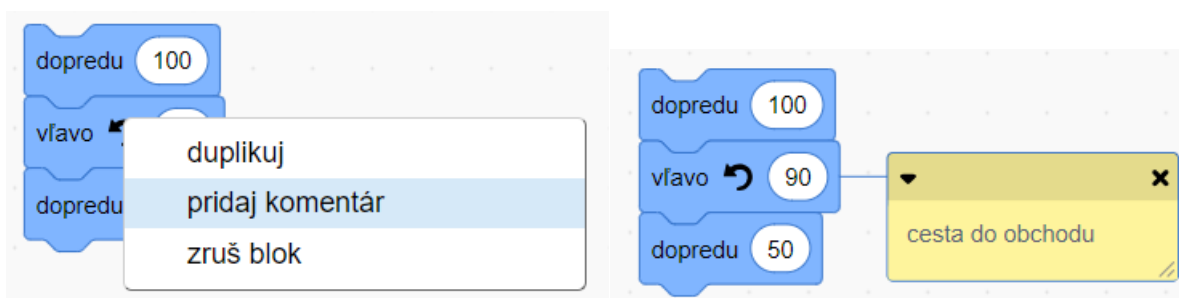 dopredu 100
vľavo
dopredu
duplikuj
pridaj komentár
zruš blok
dopredu 100
vľavo 90
dopredu 50
cesta do obchodu